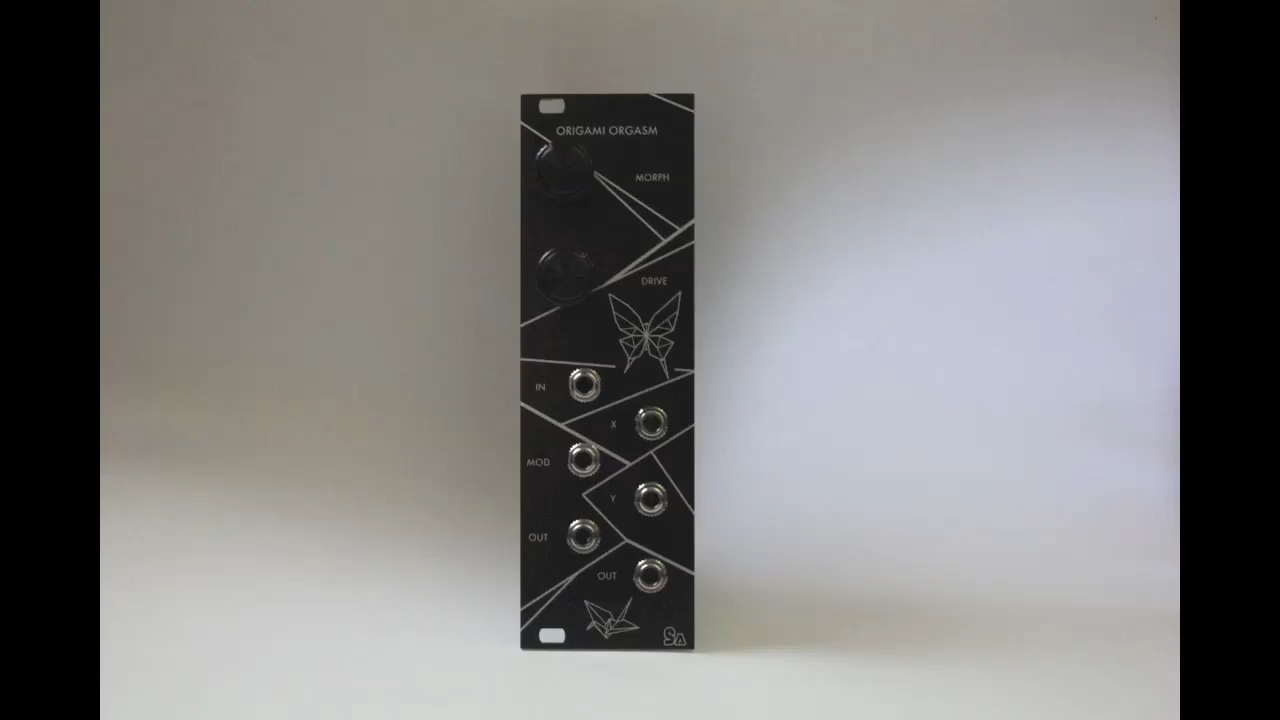 ORIGAMI ORGASM
MORPH
DRIVE
IN
X
MOD
Y
OUT
OUT
SA